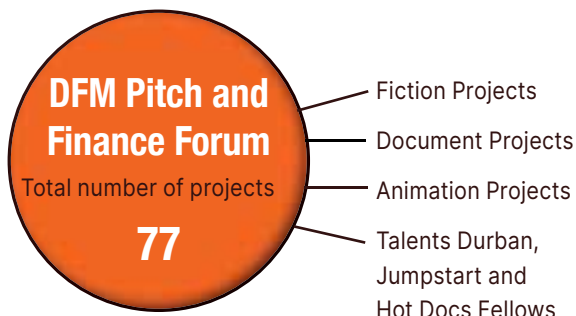 DFM Pitch and
Finance Forum
Total number of projects
77
Fiction Projects
Document Projects
Animation Projects
Talents Durban,
Jumpstart and
Hot Docs Fellows